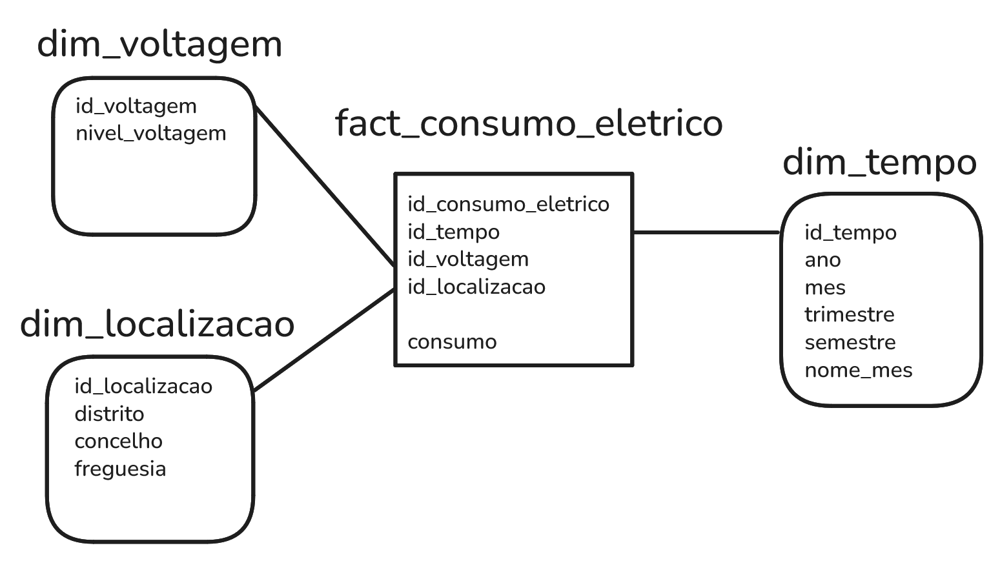 dim_voltagem
id_voltagem
nivel_voltagem
fact_consumo_eletrico
id_consumo_eletrico
id_tempo
id_voltagem
id_localizacao
consumo
dim_tempo
id_tempo
ano
mes
trimestre
semestre
nome_mes
dim_localizacao
id_localizacao
distrito
concelho
freguesia